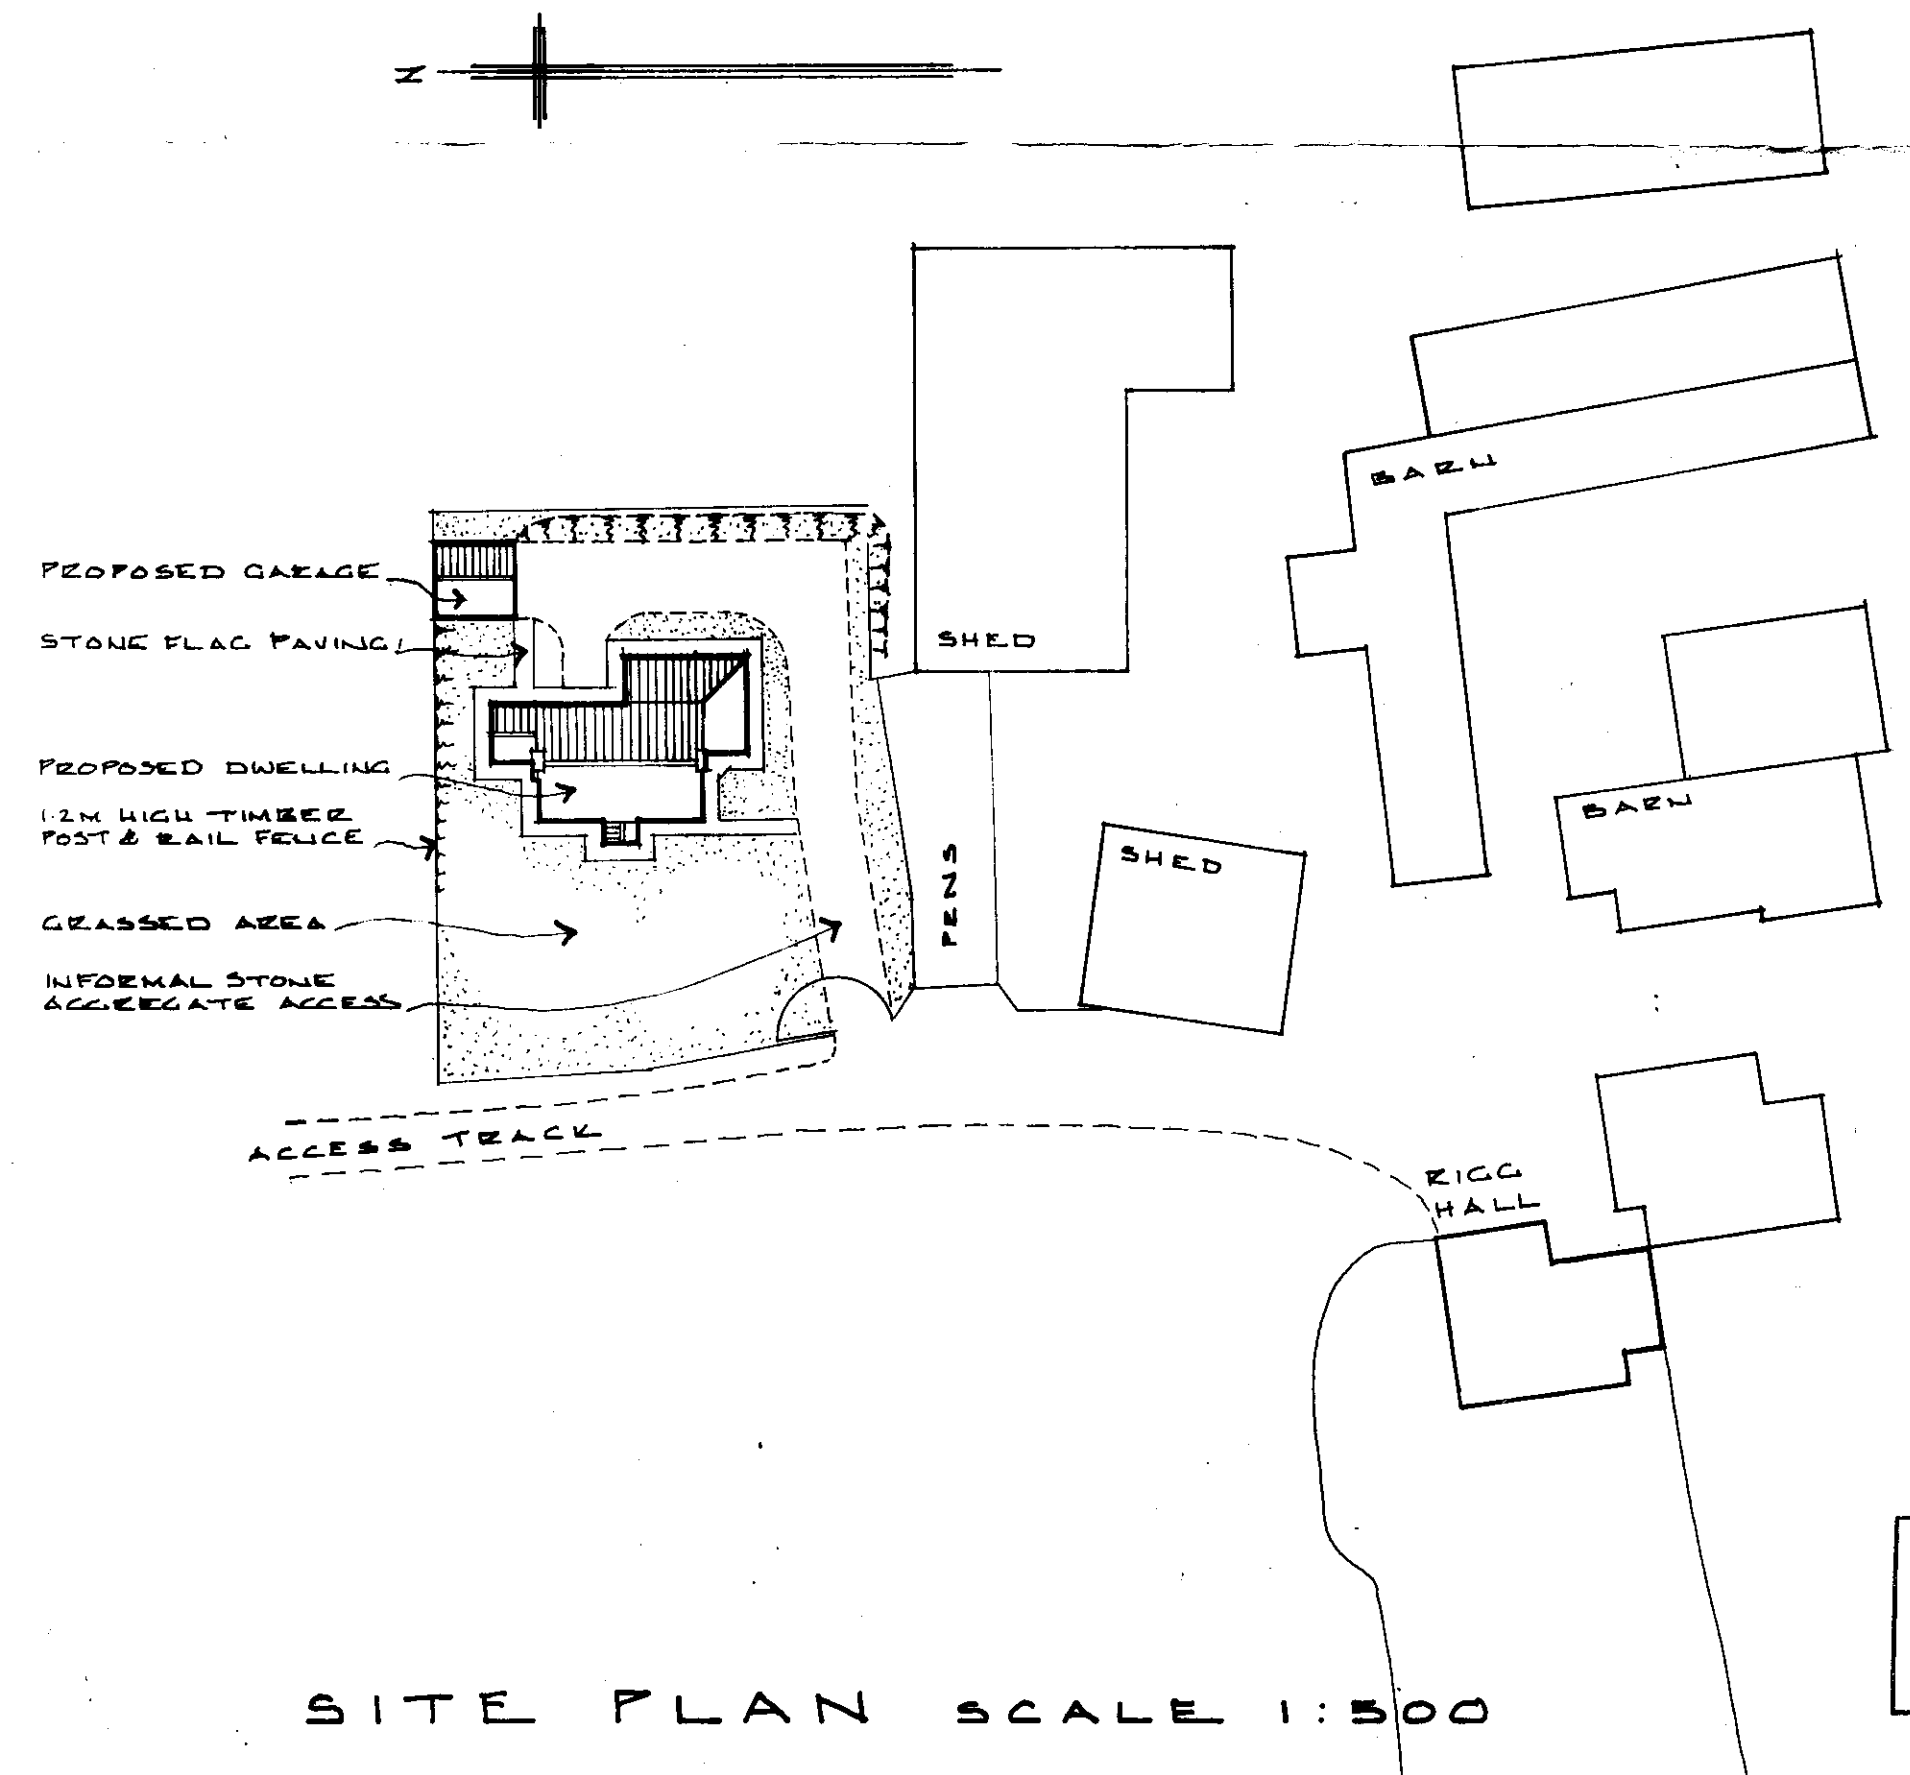 N
PROPOSED GARAGE
STONE FLAG PAVING
PROPOSED DWELLING
1.2M HIGH TIMBER
POST & RAIL FENCE
GRASSED AREA
INFORMAL STONE
AGGREGATE ACCESS
SHED
PENS
SHED
BARN
BARN
ACCESS TRACK
RIGG
HALL
SITE PLAN SCALE 1:500